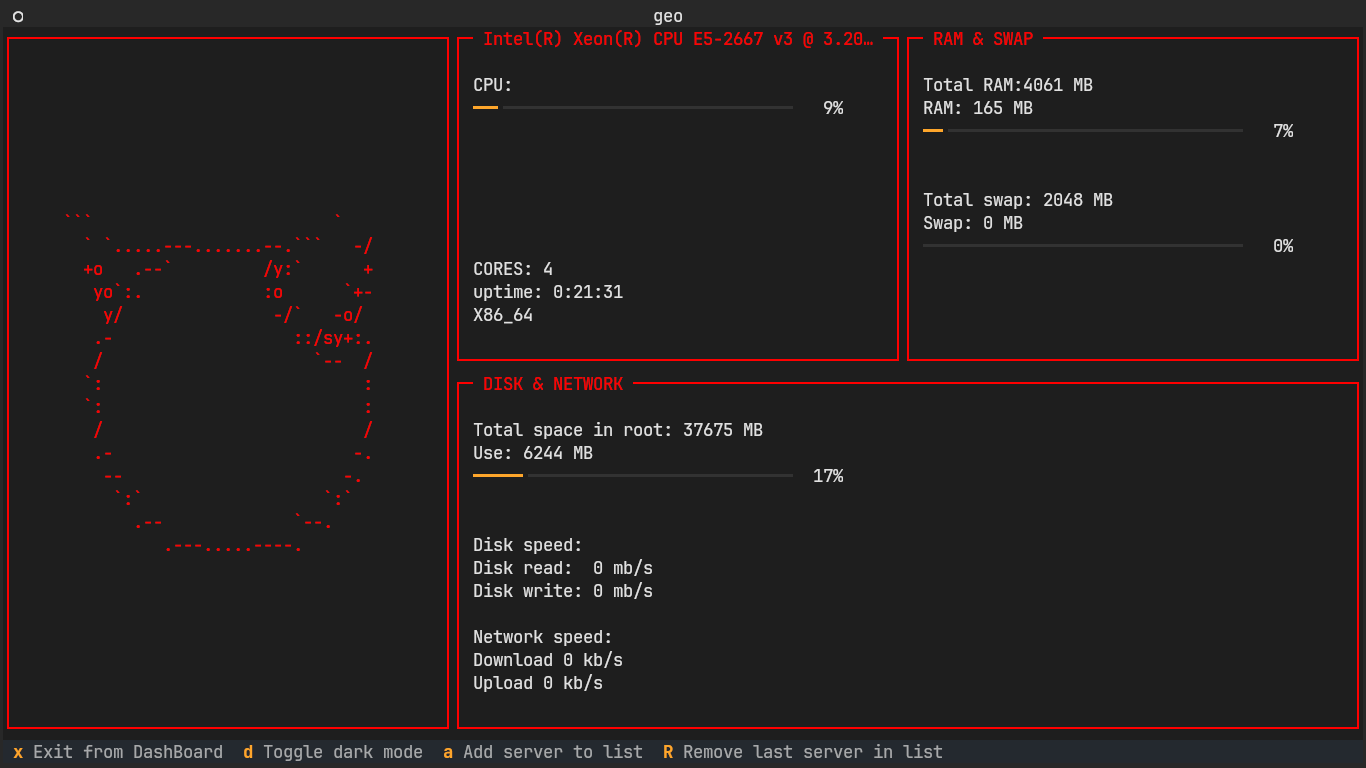 geo
Intel(R) Xeon(R) CPU E5-2667 v3 @ 3.20…
CPU:
9%
CORES: 4
uptime: 0:21:31
X86_64
RAM & SWAP
Total RAM:4061 MB
RAM: 165 MB
7%
Total swap: 2048 MB
Swap: 0 MB
0%
DISK & NETWORK
Total space in root: 37675 MB
Use: 6244 MB
17%
Disk speed:
Disk read:  0 mb/s
Disk write: 0 mb/s
Network speed:
Download 0 kb/s
Upload 0 kb/s
x Exit from DashBoard  d Toggle dark mode  a Add server to list  R Remove last server in list